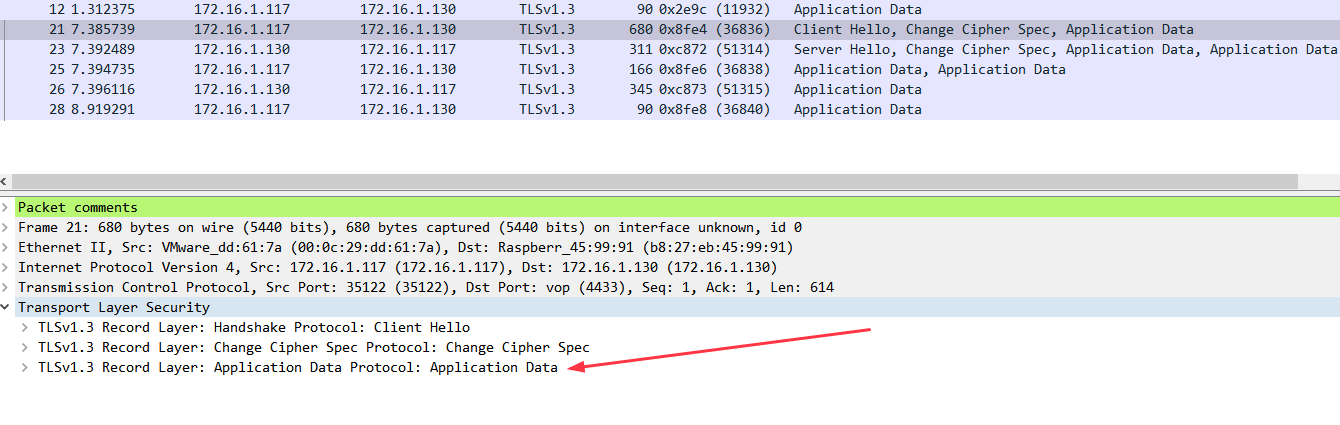 12 1.312375 172.16.1.117 172.16.1.130 TLSv1.3 90 0x2e9c (11932) Application Data
21 7.385739 172.16.1.117 172.16.1.130 TLSv1.3 680 0x8fe4 (36836) Client Hello, Change Cipher Spec, Application Data
23 7.392489 172.16.1.130 172.16.1.117 TLSv1.3 311 0xc872 (51314) Server Hello, Change Cipher Spec, Application Data, Application Data
25 7.394735 172.16.1.117 172.16.1.130 TLSv1.3 166 0x8fe6 (36838) Application Data, Application Data
26 7.396116 172.16.1.130 172.16.1.117 TLSv1.3 345 0xc873 (51315) Application Data
28 8.919291 172.16.1.117 172.16.1.130 TLSv1.3 90 0x8fe8 (36840) Application Data
Packet comments
Frame 21: 680 bytes on wire (5440 bits), 680 bytes captured (5440 bits) on interface unknown, id 0
Ethernet II, Src: VMware_dd:61:7a (00:0c:29:dd:61:7a), Dst: Raspberr_45:99:91 (b8:27:eb:45:99:91)
Internet Protocol Version 4, Src: 172.16.1.117 (172.16.1.117), Dst: 172.16.1.130 (172.16.1.130)
Transmission Control Protocol, Src Port: 35122 (35122), Dst Port: vop (4433), Seq: 1, Ack: 1, Len: 614
Transport Layer Security
TLSv1.3 Record Layer: Handshake Protocol: Client Hello
TLSv1.3 Record Layer: Change Cipher Spec Protocol: Change Cipher Spec
TLSv1.3 Record Layer: Application Data Protocol: Application Data